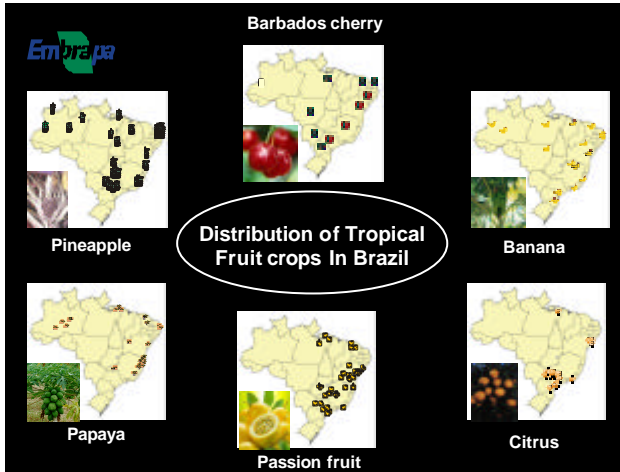 Barbados cherry
Embrapa
Pineapple
Distribution of Tropical
Fruit crops In Brazil
Banana
Papaya
Passion fruit
Citrus